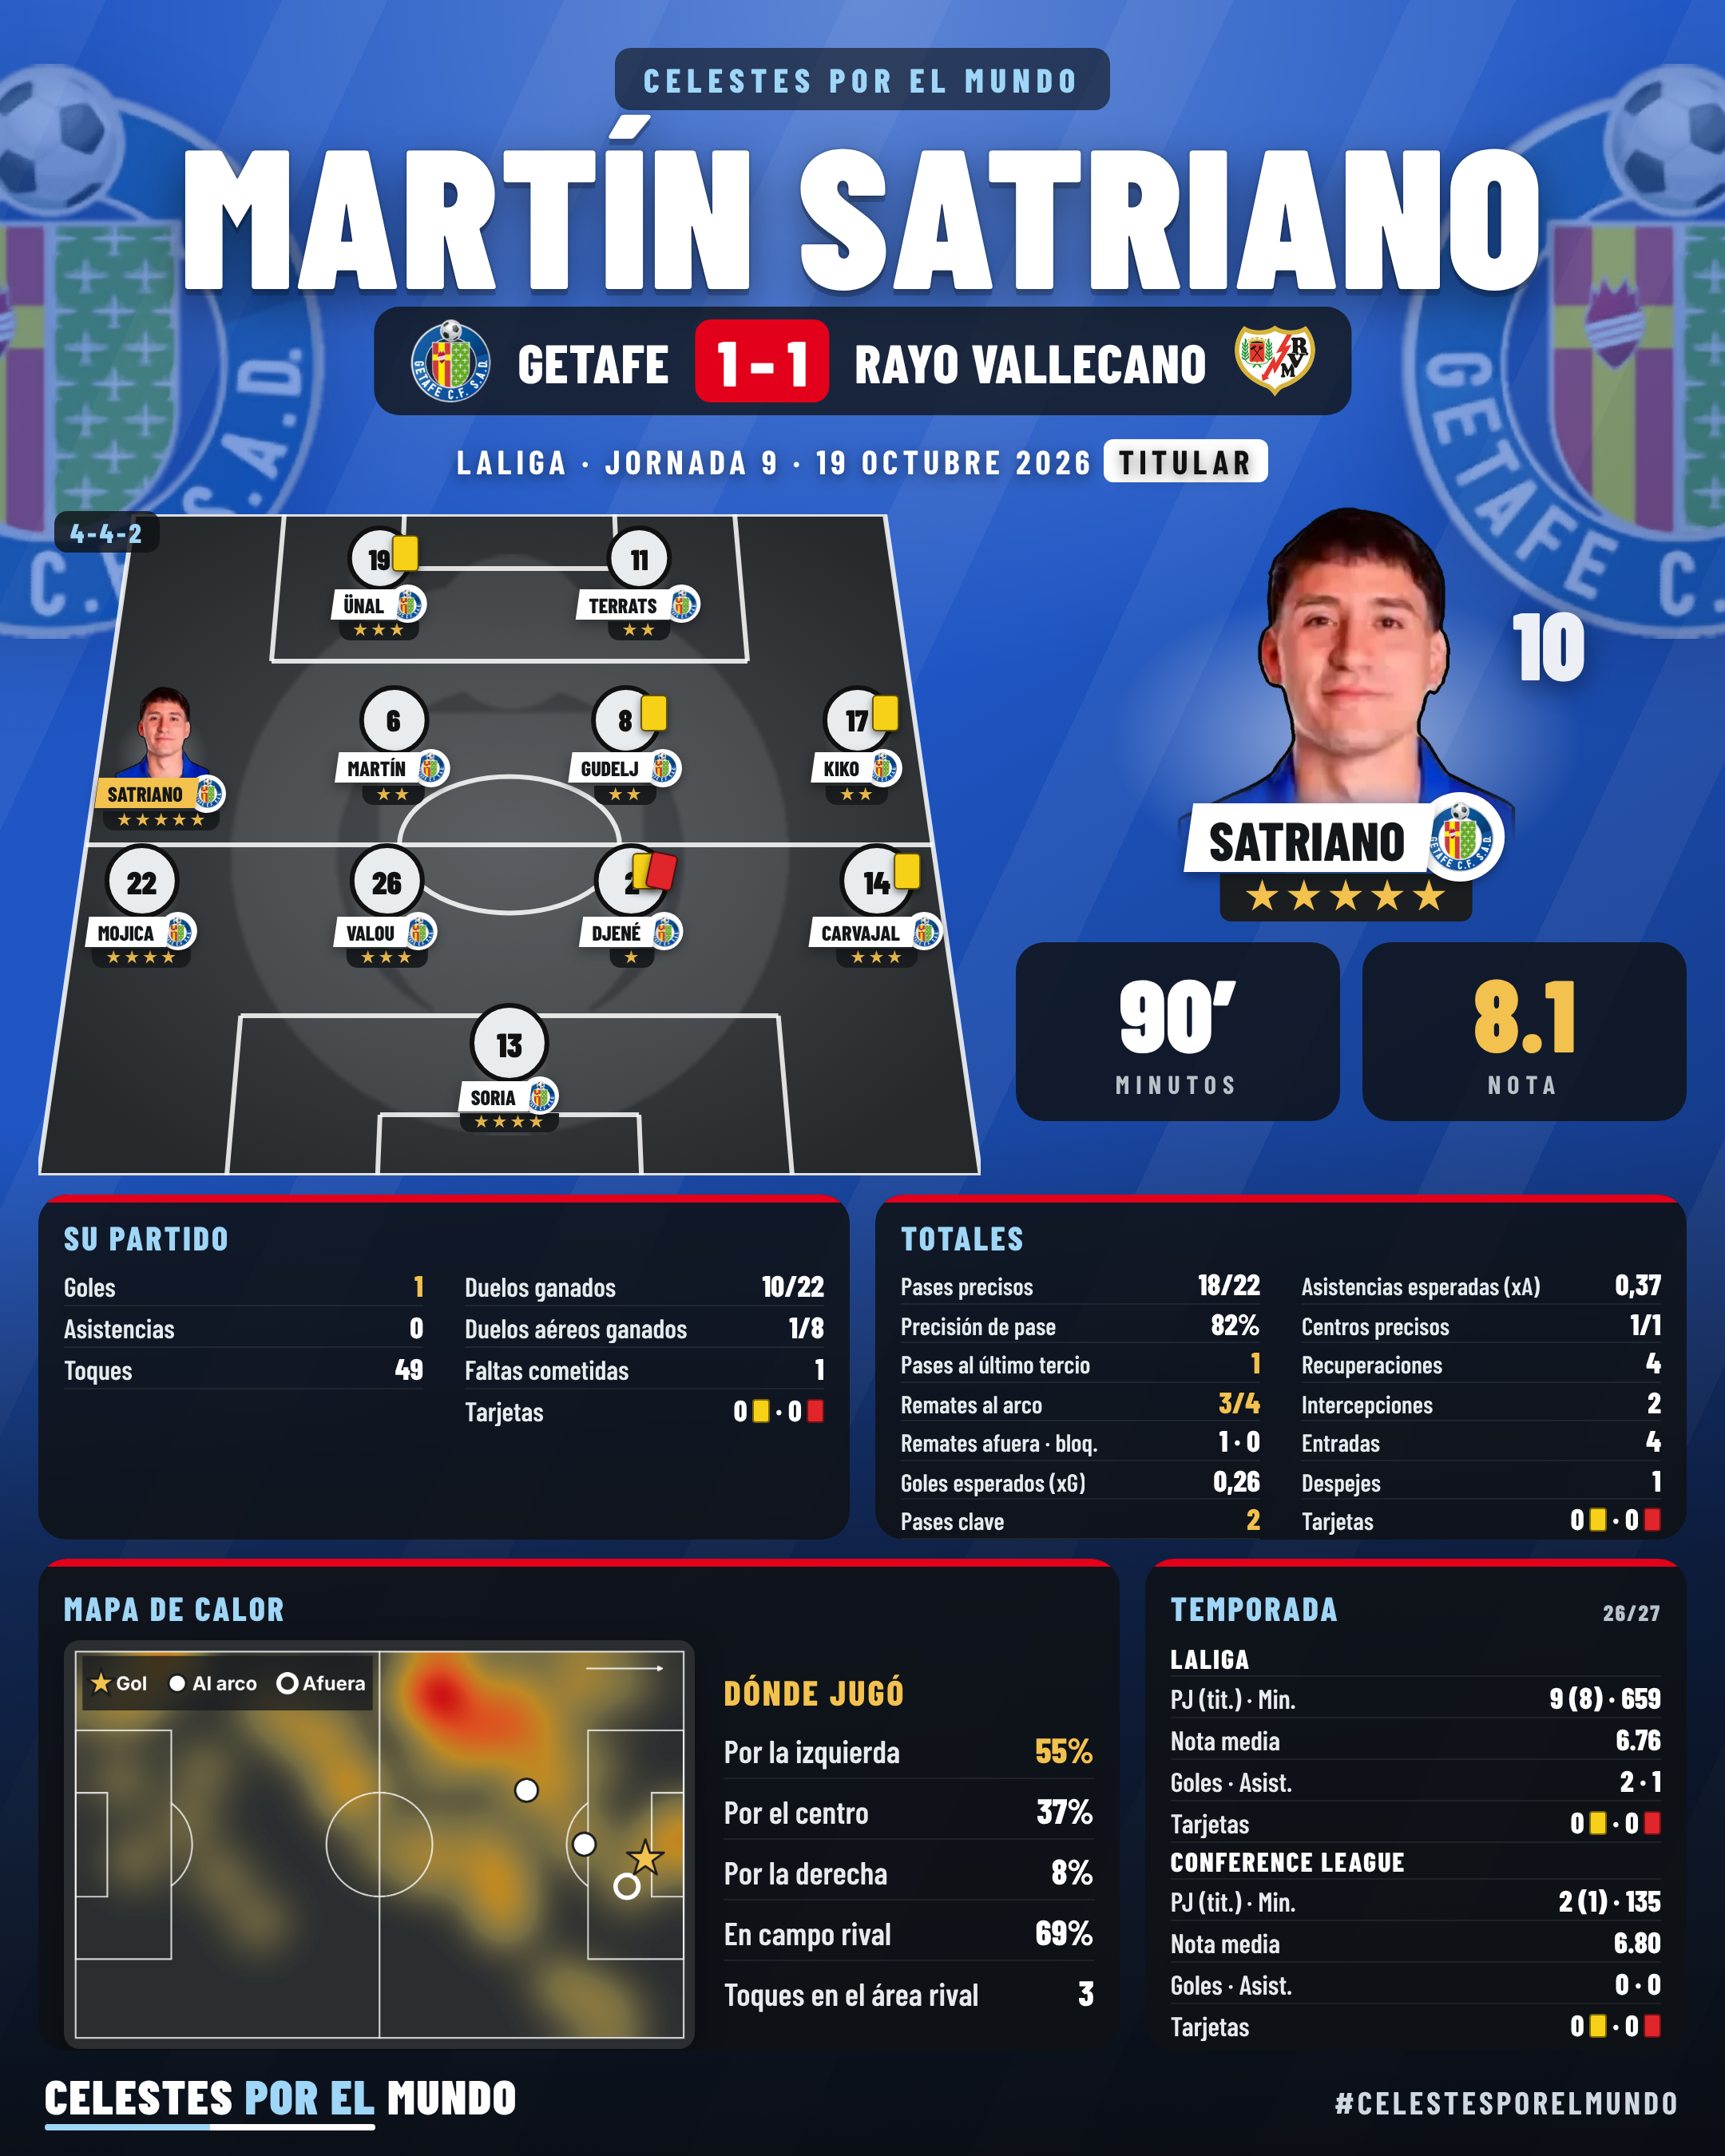 CELESTES POR EL MUNDO
MARTÍN SATRIANO
GETAFE 1-1 RAYO VALLECANO
LALIGA · JORNADA 9 · 19 OCTUBRE 2026 TITULAR
4-4-2
19
ÜNAL
11
TERRATS
SATRIANO
6
MARTÍN
8
GUDELJ
17
KIKO
22
MOJICA
26
VALOU
2
DJENÉ
14
CARVAJAL
13
SORIA
10
SATRIANO
GETAFE C.F. S.A.D.
90'
MINUTOS
8.1
NOTA
SU PARTIDO
Goles 1
Asistencias 0
Toques 49
Duelos ganados 10/22
Duelos aéreos ganados 1/8
Faltas cometidas 1
Tarjetas 0 · 0
TOTALES
Pases precisos 18/22
Precisión de pase 82%
Pases al último tercio 1
Remates al arco 3/4
Remates afuera · bloq. 1 · 0
Goles esperados (xG) 0,26
Pases clave 2
Asistencias esperadas (xA) 0,37
Centros precisos 1/1
Recuperaciones 4
Intercepciones 2
Entradas 4
Despejes 1
Tarjetas 0 · 0
MAPA DE CALOR
Gol Al arco Afuera
DÓNDE JUGÓ
Por la izquierda 55%
Por el centro 37%
Por la derecha 8%
En campo rival 69%
Toques en el área rival 3
TEMPORADA 26/27
LALIGA
PJ (tit.) · Min. 9 (8) · 659
Nota media 6.76
Goles · Asist. 2 · 1
Tarjetas 0 · 0
CONFERENCE LEAGUE
PJ (tit.) · Min. 2 (1) · 135
Nota media 6.80
Goles · Asist. 0 · 0
Tarjetas 0 · 0
CELESTES POR EL MUNDO
#CELESTESPORELMUNDO